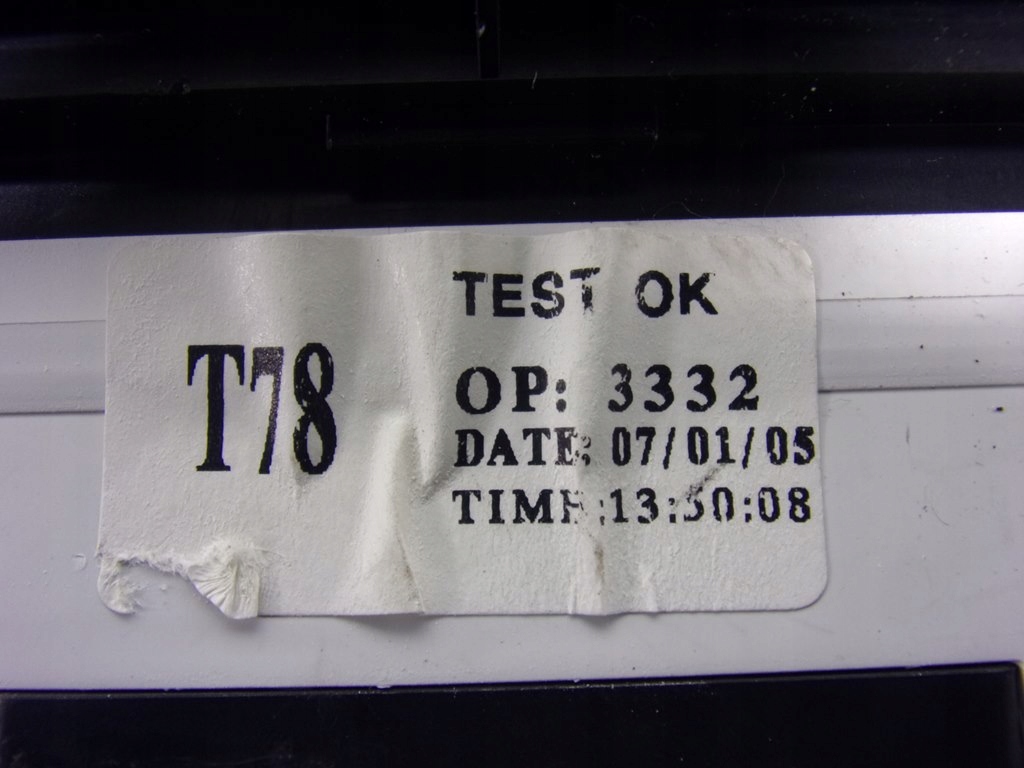 TEST OK
T78
OP: 3332
DATE: 07/01/05
TIME:13:50:08